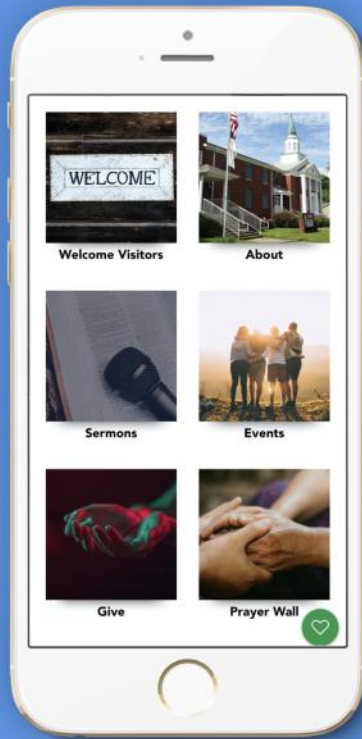 WELCOME
Welcome Visitors
About
Sermons
Events
Give
Prayer Wall